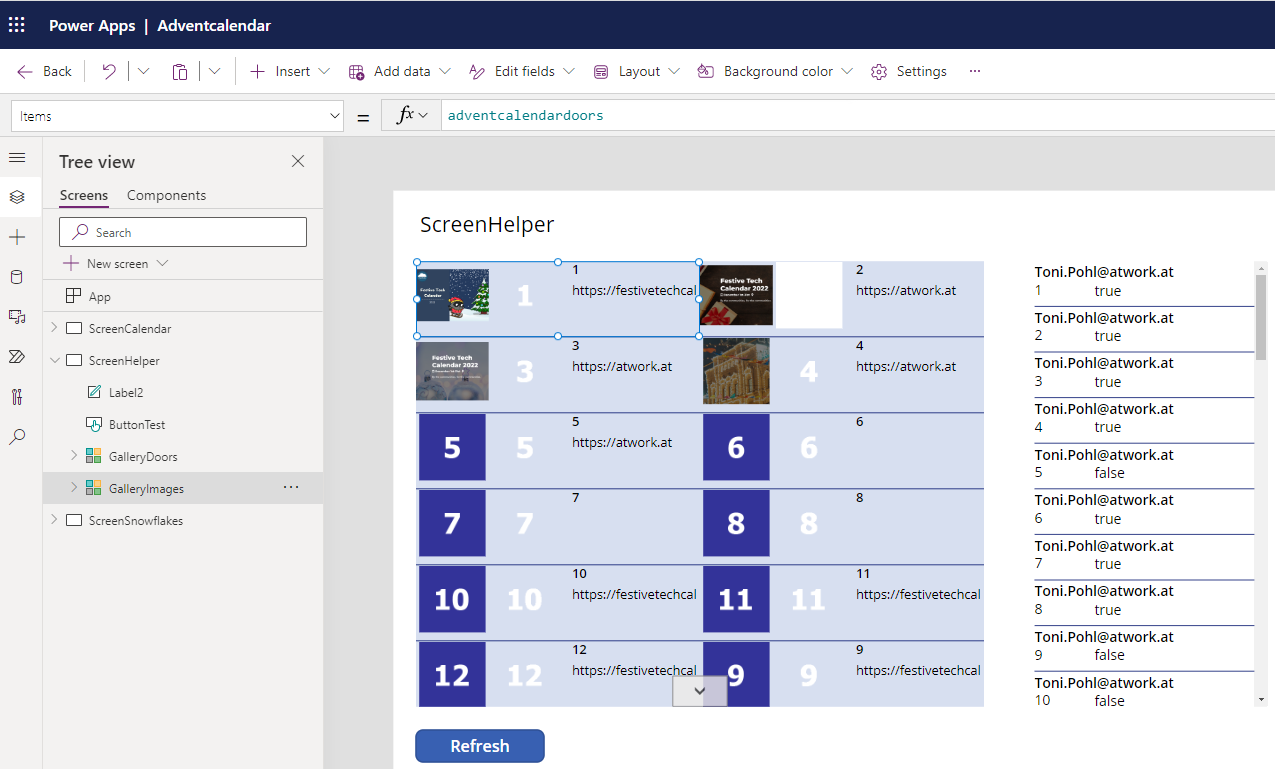 Power Apps | Adventcalendar
Back Insert Add data Edit fields Layout Background color Settings ...
Items = fx adventcalendardoors
Tree view
Screens Components
Search
New screen
App
ScreenCalendar
ScreenHelper
Label2
ButtonTest
GalleryDoors
GalleryImages ...
ScreenSnowflakes
ScreenHelper
Festive Tech
Calendar
1
1
https://festivetechcal
Festive Tech
Calendar 2022
2
https://atwork.at
Festive Tech
Calendar 2022
3
3
https://atwork.at
4
4
https://atwork.at
5
5
5
https://atwork.at
6
6
6
7
7
7
8
8
8
10
10
10
https://festivetechcal
11
11
11
https://festivetechcal
12
12
12
https://festivetechcal
9
9
9
https://festivetechcal
Toni.Pohl@atwork.at
1 true
Toni.Pohl@atwork.at
2 true
Toni.Pohl@atwork.at
3 true
Toni.Pohl@atwork.at
4 true
Toni.Pohl@atwork.at
5 false
Toni.Pohl@atwork.at
6 true
Toni.Pohl@atwork.at
7 true
Toni.Pohl@atwork.at
8 true
Toni.Pohl@atwork.at
9 false
Toni.Pohl@atwork.at
10 false
Refresh